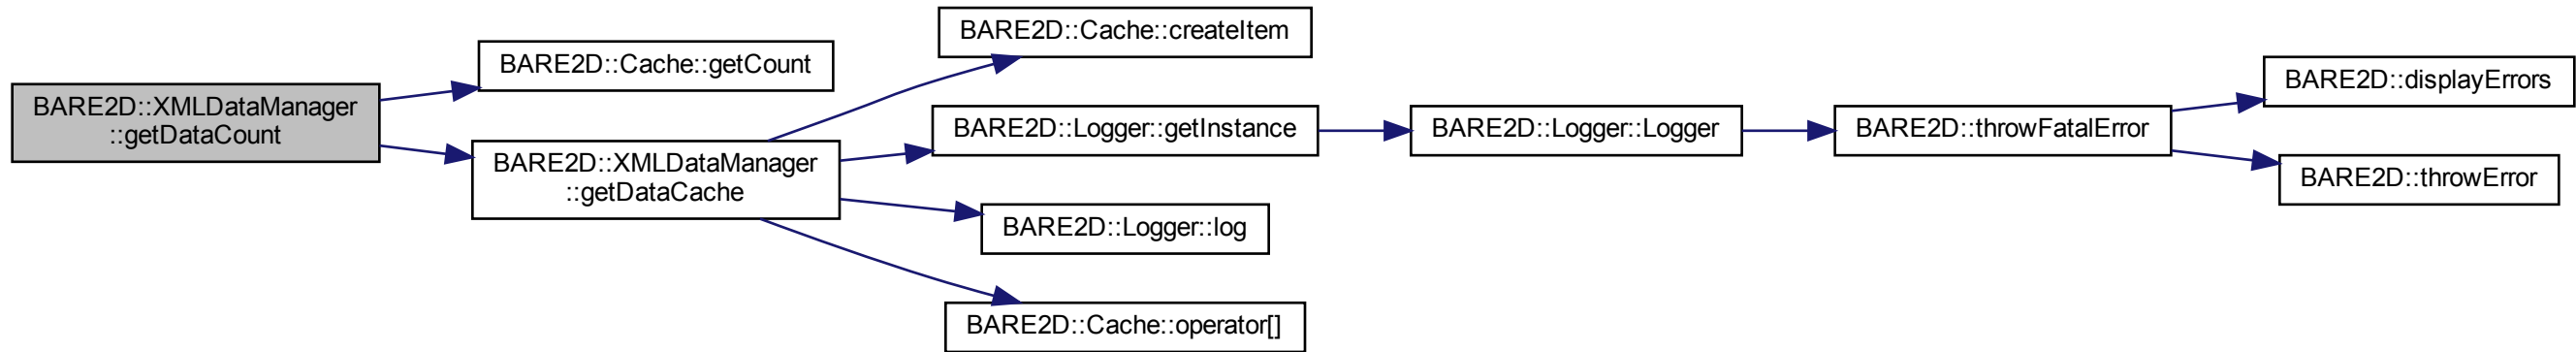 BARE2D::XMLDataManager
::getDataCount
BARE2D::Cache::getCount
BARE2D::XMLDataManager
::getDataCache
BARE2D::Cache::createItem
BARE2D::Logger::getInstance
BARE2D::Logger::log
BARE2D::Cache::operator[]
BARE2D::Logger::Logger
BARE2D::throwFatalError
BARE2D::displayErrors
BARE2D::throwError